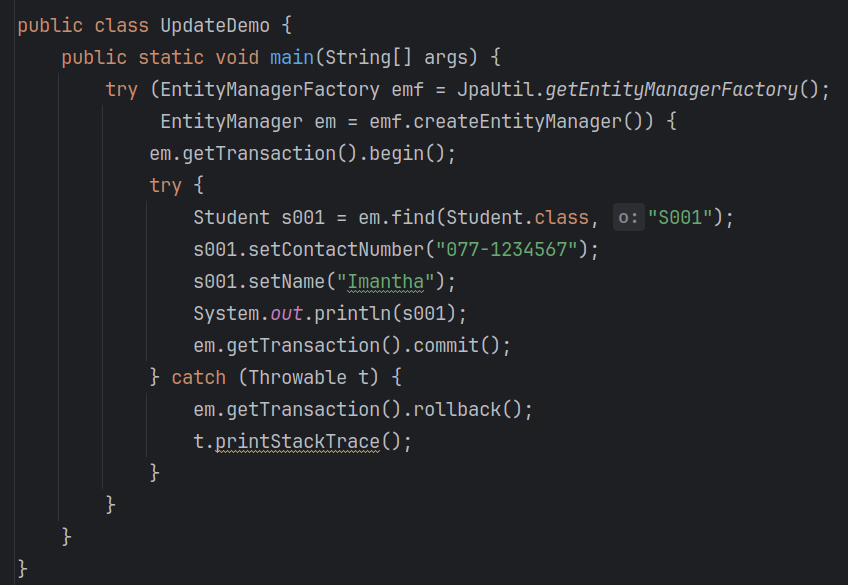 public class UpdateDemo {
    public static void main(String[] args) {
        try (EntityManagerFactory emf = JpaUtil.getEntityManagerFactory();
             EntityManager em = emf.createEntityManager()) {
            em.getTransaction().begin();
            try {
                Student s001 = em.find(Student.class, o: "S001");
                s001.setContactNumber("077-1234567");
                s001.setName("Imantha");
                System.out.println(s001);
                em.getTransaction().commit();
            } catch (Throwable t) {
                em.getTransaction().rollback();
                t.printStackTrace();
            }
        }
    }
}